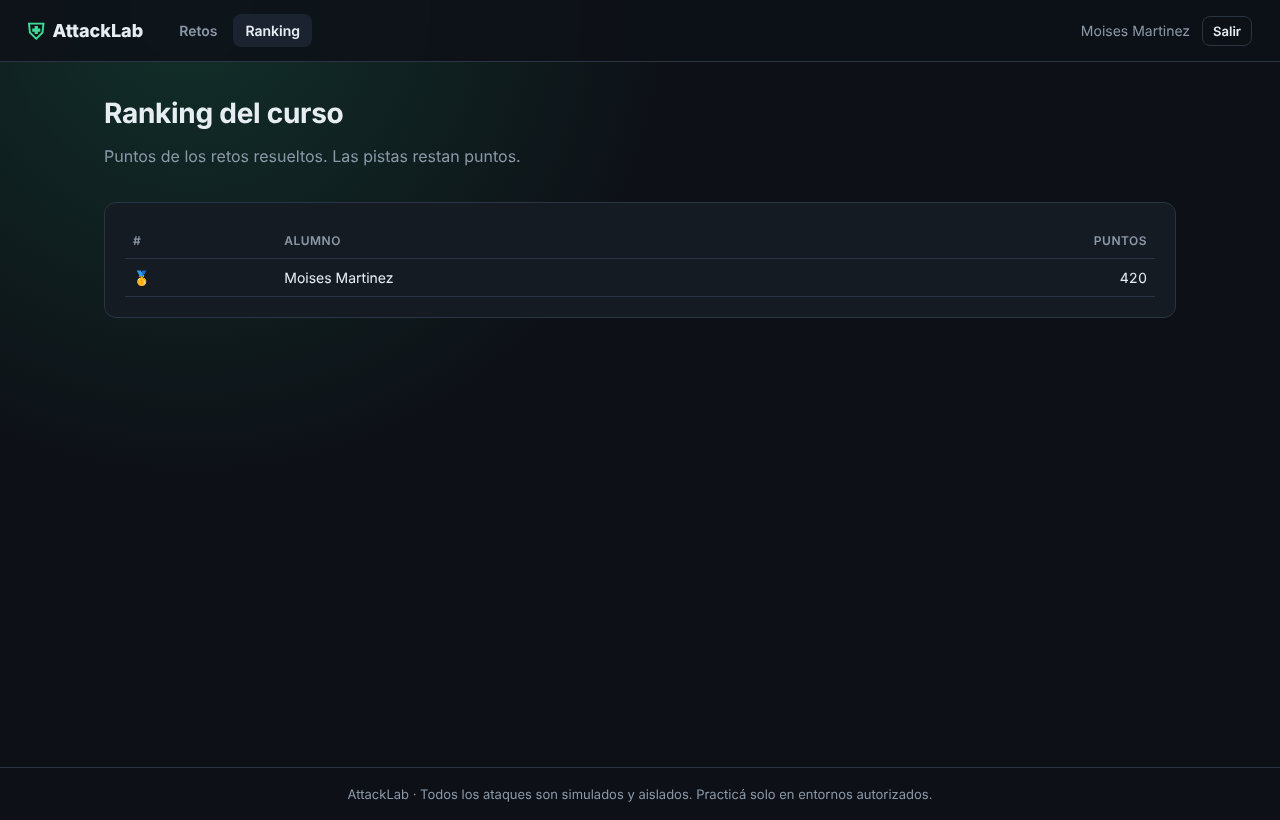 AttackLab
Retos
Ranking
Moises Martinez
Salir
Ranking del curso
Puntos de los retos resueltos. Las pistas restan puntos.
# ALUMNO PUNTOS
🥇 Moises Martinez 420
AttackLab · Todos los ataques son simulados y aislados. Practicá solo en entornos autorizados.